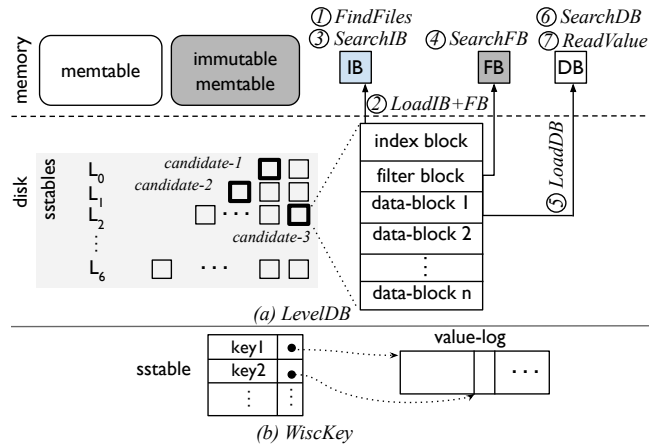 ① FindFiles
③ SearchIB
④ SearchFB
⑥ SearchDB
⑦ ReadValue
memory
memtable
immutable
memtable
IB
FB
DB
② LoadIB+FB
disk
sstables
L0
L1
L2
⋮
L6
candidate-1
candidate-2
...
candidate-3
...
index block
filter block
data-block 1
data-block 2
⋮
data-block n
⑤ LoadDB
(a) LevelDB
sstable
key1
key2
⋮ ⋮
value-log
...
(b) WiscKey